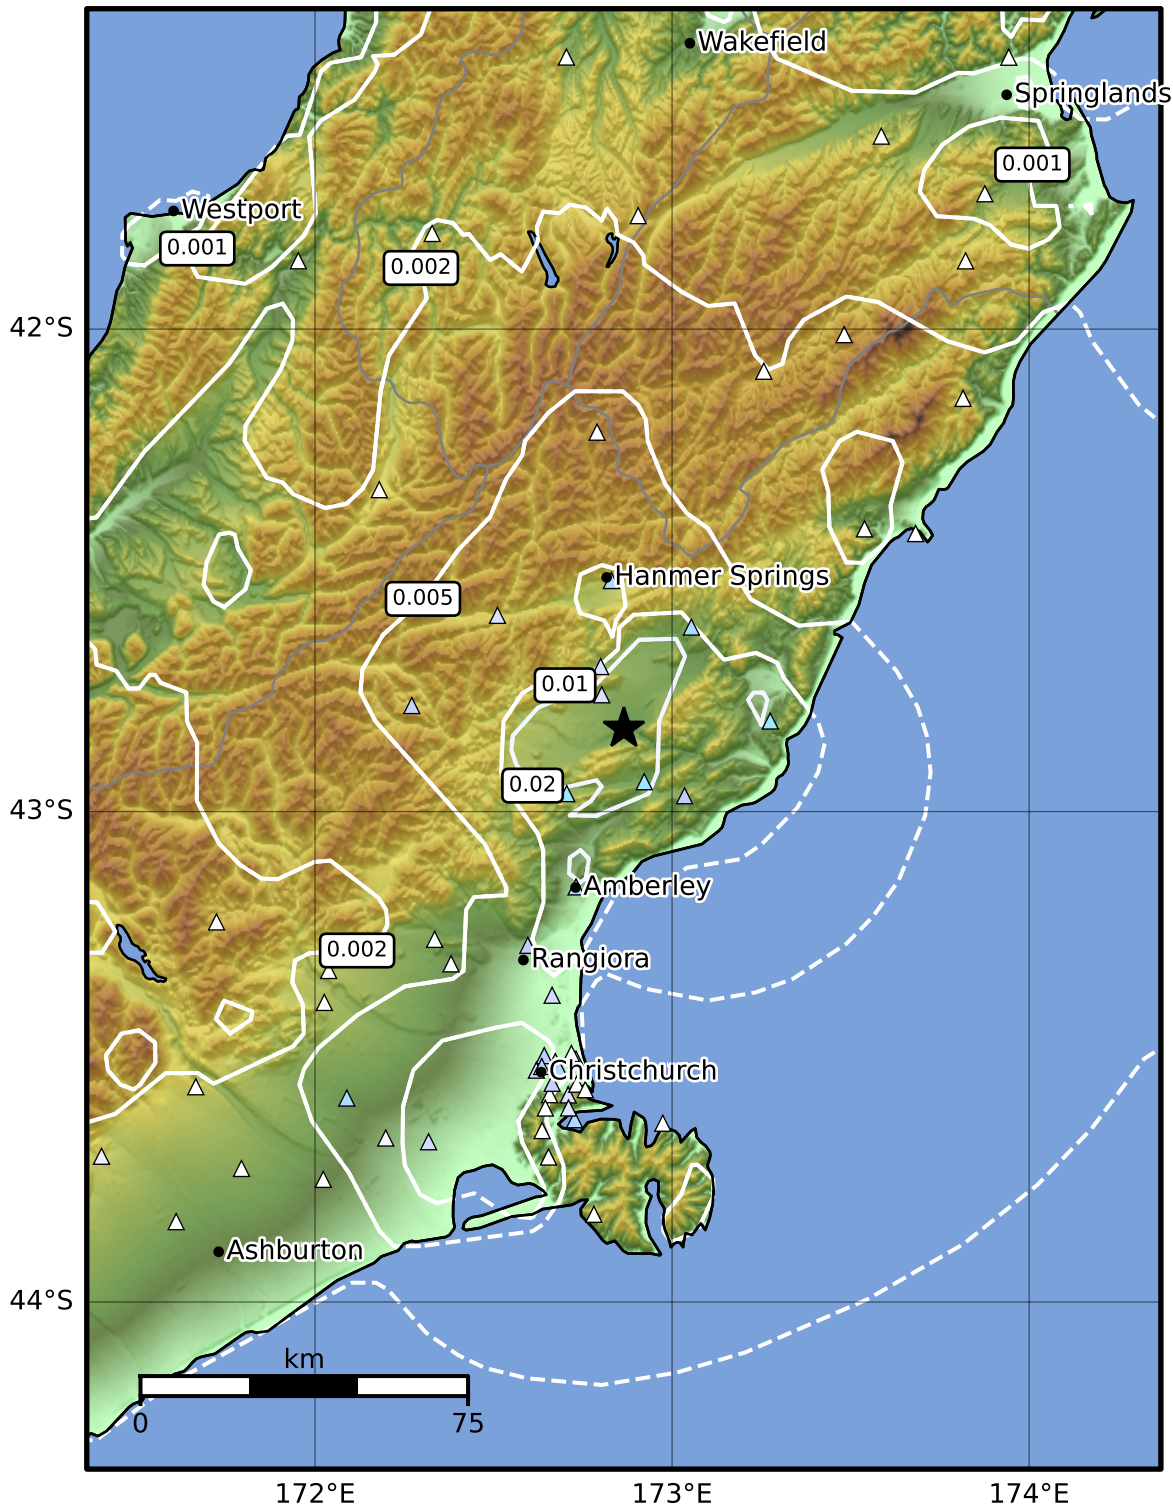 Wakefield
Springlands
0.001
Westport
0.001
0.002
42°S
Hanmer Springs
0.005
0.01
0.02
43°S
Amberley
0.002
Rangiora
Christchurch
Ashburton
44°S
km
0 75
172°E 173°E 174°E